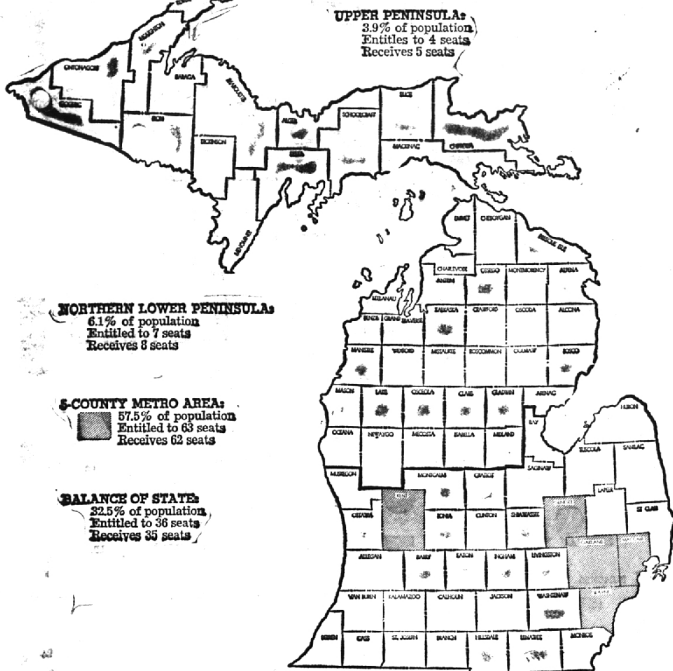 UPPER PENINSULA:
3.9% of population
Entitles to 4 seats
Receives 5 seats
ONTONAGON
BARAGA
IRON
DICKINSON
MENOMINEE
ALGER
SCHOOLCRAFT
LUCE
MACKINAC
CHIPPEWA
EMMET
CHEBOYGAN
PRESQUE ISLE
CHARLEVOIX
ANTRIM
OTSEGO
MONTMORENCY
ALPENA
LEELANAU
KALKASKA
CRAWFORD
OSCODA
ALCONA
NORTHERN LOWER PENINSULA:
6.1% of population
Entitled to 7 seats
Receives 8 seats
MANISTEE
WEXFORD
MISSAUKEE
ROSCOMMON
OGEMAW
IOSCO
MASON
LAKE
OSCEOLA
CLARE
GLADWIN
ARENAC
5-COUNTY METRO AREA:
57.5% of population
Entitled to 63 seats
Receives 62 seats
HURON
BAY
OCEANA
NEWAYGO
MECOSTA
ISABELLA
MIDLAND
TUSCOLA
SANILAC
MUSKEGON
MONTCALM
GRATIOT
SAGINAW
LAPEER
BALANCE OF STATE:
32.5% of population
Entitled to 36 seats
Receives 35 seats
OTTAWA
IONIA
CLINTON
SHIAWASSEE
ST CLAIR
ALLEGAN
BARRY
EATON
INGHAM
LIVINGSTON
OAKLAND
VAN BUREN
KALAMAZOO
CALHOUN
JACKSON
WASHTENAW
WAYNE
BERRIEN
CASS
ST. JOSEPH
BRANCH
HILLSDALE
LENAWEE
MONROE